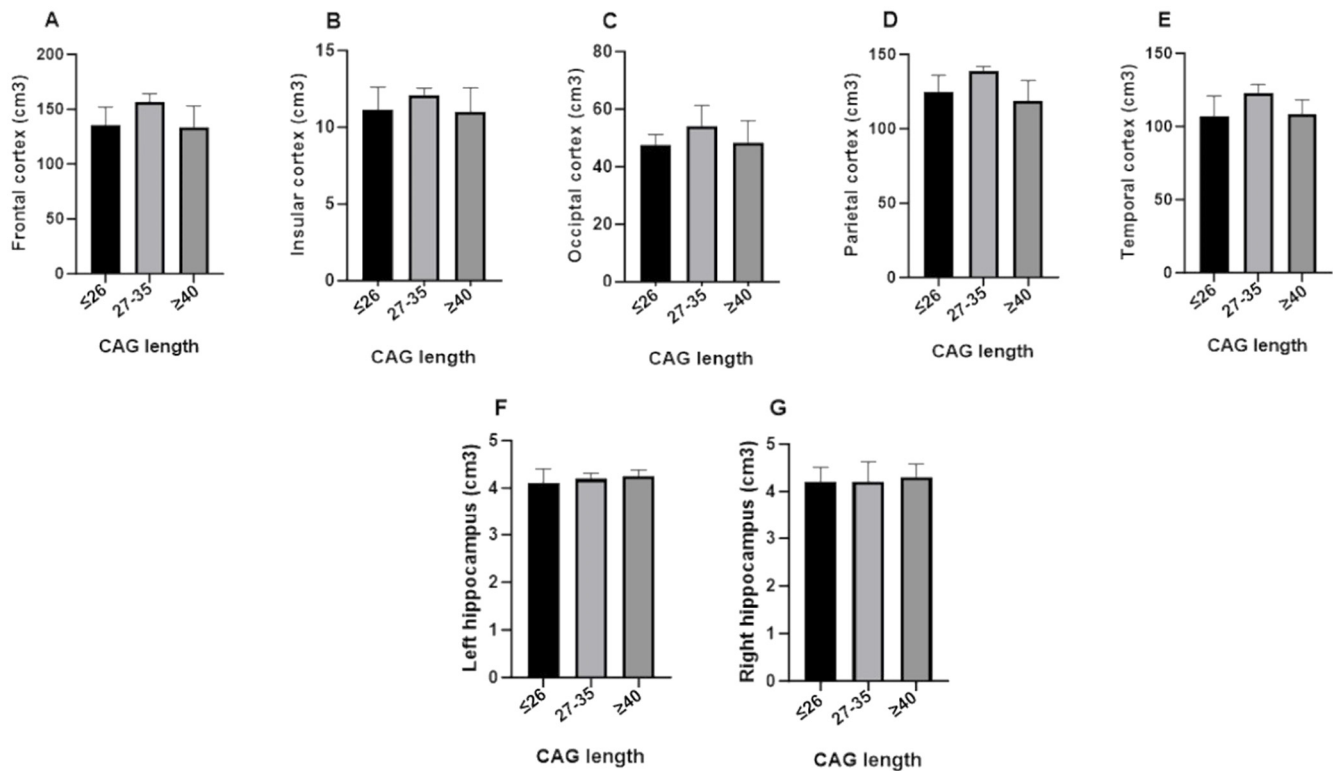 A
Frontal cortex (cm3)
200
150
100
50
0
≤26
27-35
≥40
CAG length
B
Insular cortex (cm3)
15
10
5
0
≤26
27-35
≥40
CAG length
C
Occiptal cortex (cm3)
80
60
40
20
0
≤26
27-35
≥40
CAG length
D
Parietal cortex (cm3)
150
100
50
0
≤26
27-35
≥40
CAG length
E
Temporal cortex (cm3)
150
100
50
0
≤26
27-35
≥40
CAG length
F
Left hippocampus (cm3)
5
4
3
2
1
0
≤26
27-35
≥40
CAG length
G
Right hippocampus (cm3)
5
4
3
2
1
0
≤26
27-35
≥40
CAG length